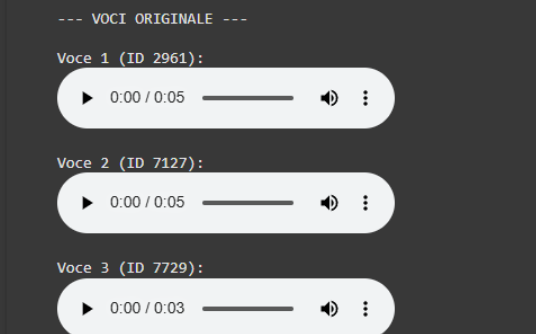 --- VOCI ORIGINALE ---
Voce 1 (ID 2961):
0:00 / 0:05
Voce 2 (ID 7127):
0:00 / 0:05
Voce 3 (ID 7729):
0:00 / 0:03